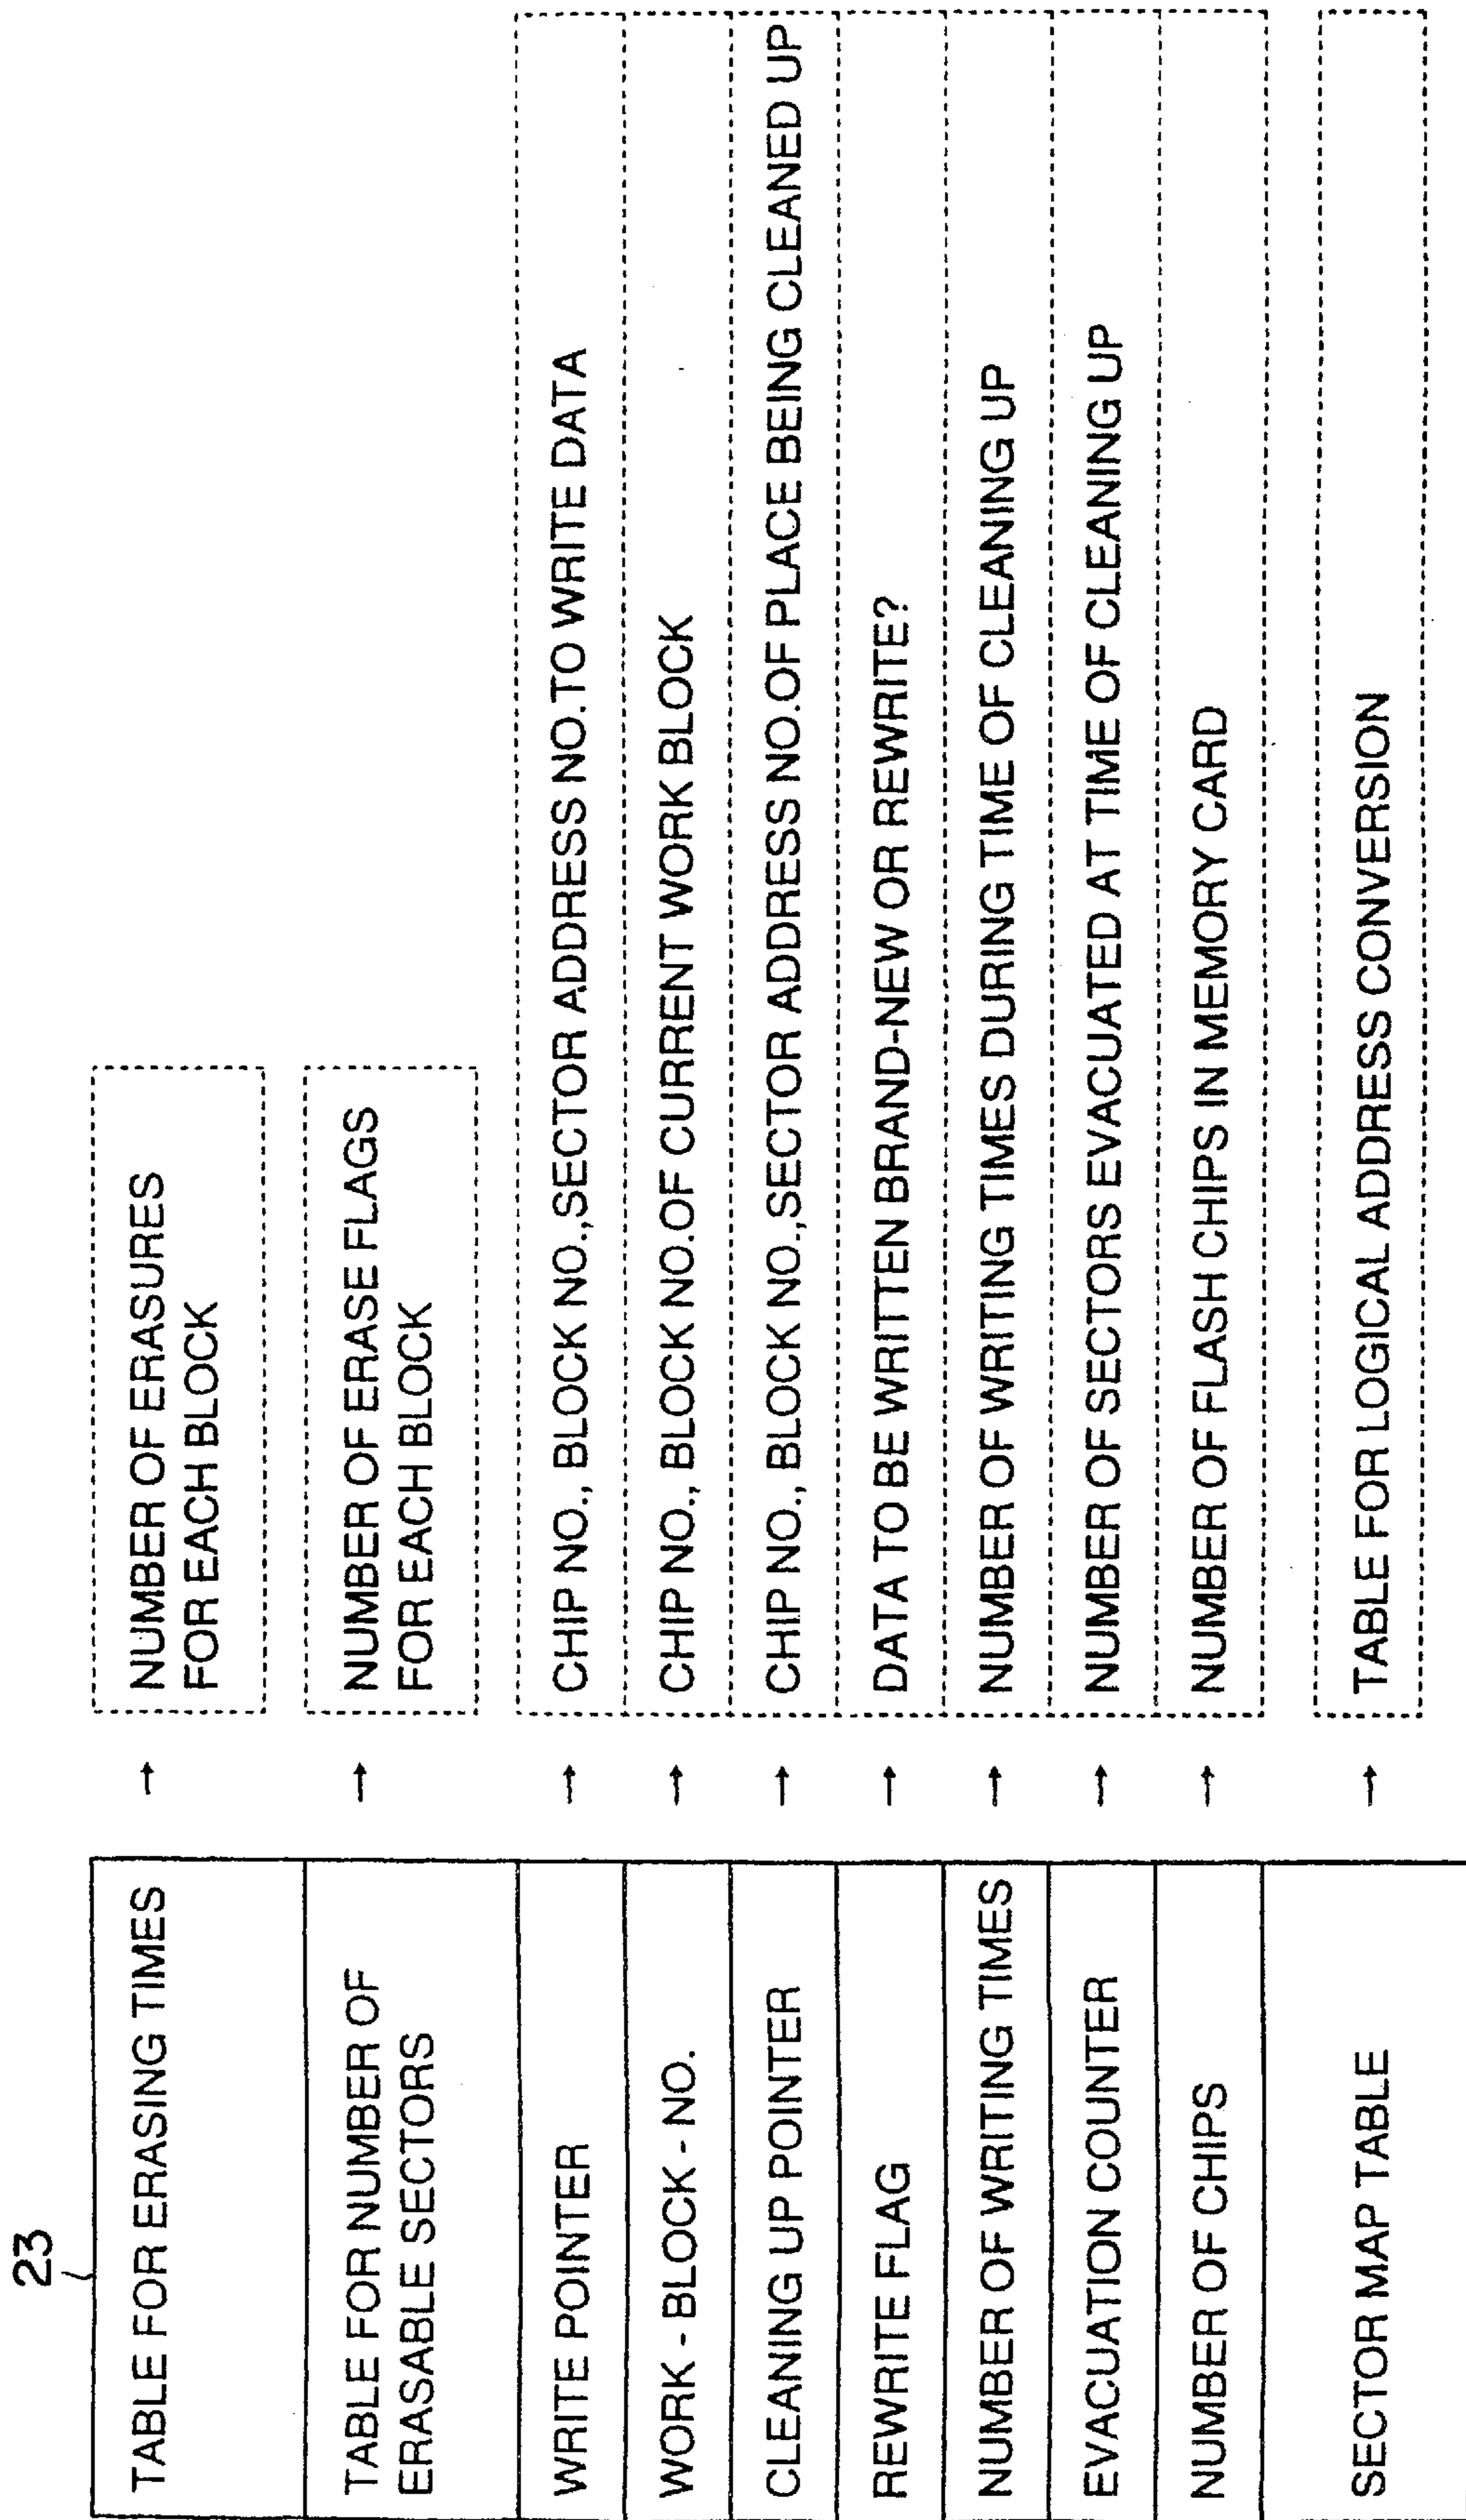 23
TABLE FOR ERASING TIMES → NUMBER OF ERASURES
FOR EACH BLOCK
TABLE FOR NUMBER OF
ERASABLE SECTORS → NUMBER OF ERASE FLAGS
FOR EACH BLOCK
WRITE POINTER → CHIP NO., BLOCK NO.,SECTOR ADDRESS NO.TO WRITE DATA
WORK - BLOCK - NO. → CHIP NO., BLOCK NO.OF CURRENT WORK BLOCK
CLEANING UP POINTER → CHIP NO., BLOCK NO.,SECTOR ADDRESS NO.OF PLACE BEING CLEANED UP
REWRITE FLAG → DATA TO BE WRITTEN BRAND-NEW OR REWRITE?
NUMBER OF WRITING TIMES → NUMBER OF WRITING TIMES DURING TIME OF CLEANING UP
EVACUATION COUNTER → NUMBER OF SECTORS EVACUATED AT TIME OF CLEANING UP
NUMBER OF CHIPS → NUMBER OF FLASH CHIPS IN MEMORY CARD
SECTOR MAP TABLE → TABLE FOR LOGICAL ADDRESS CONVERSION